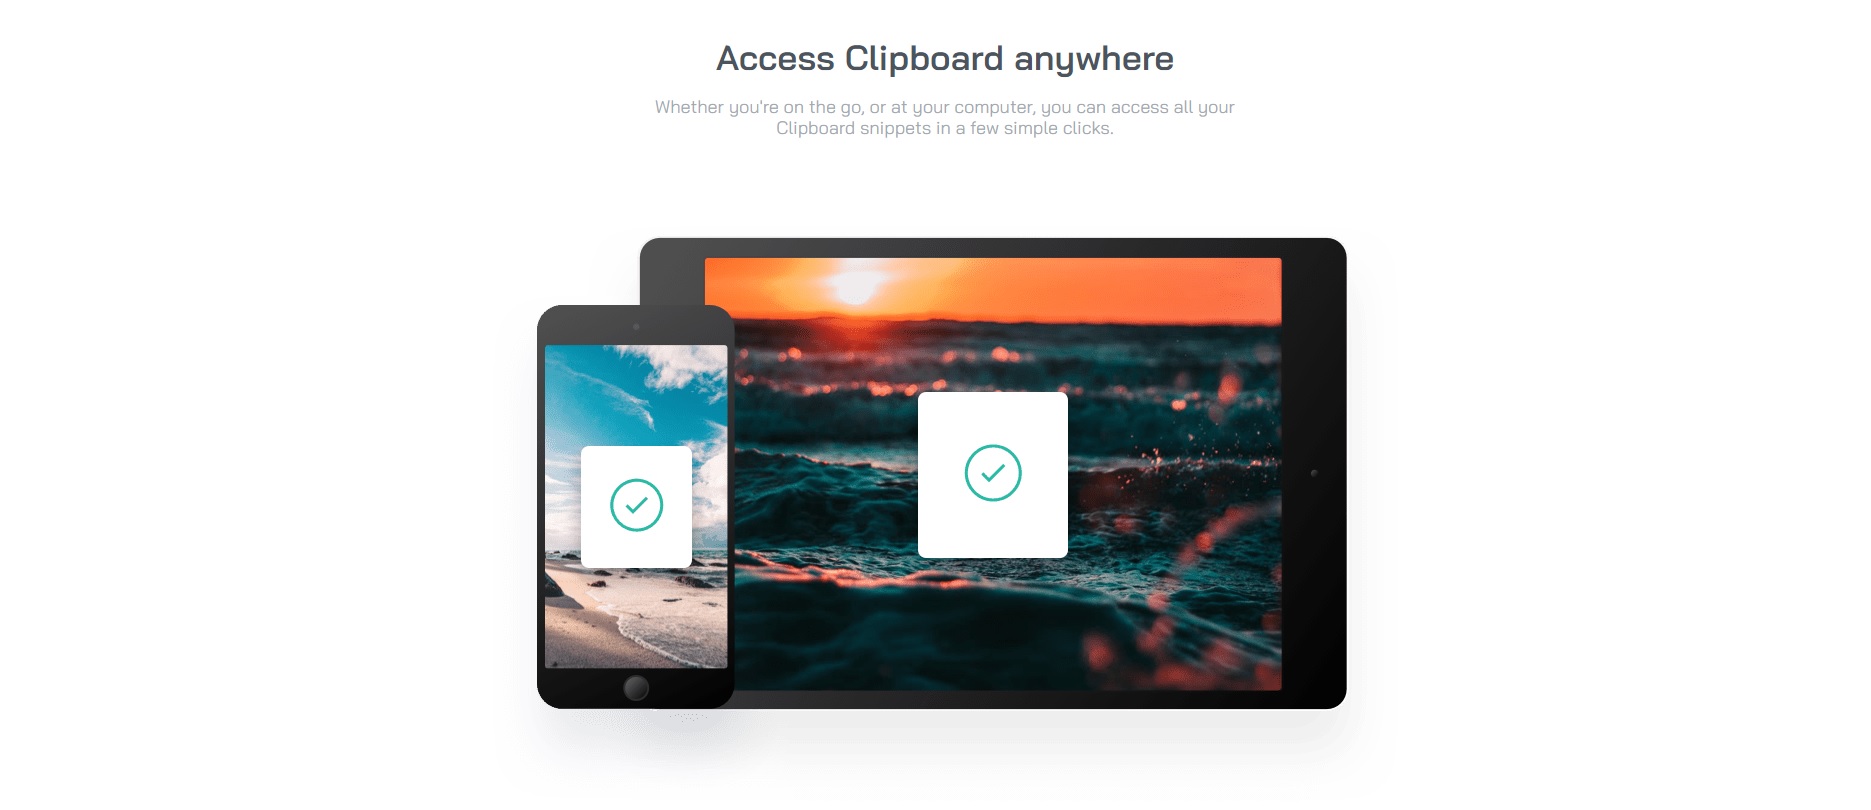 Access Clipboard anywhere
Whether you're on the go, or at your computer, you can access all your
Clipboard snippets in a few simple clicks.